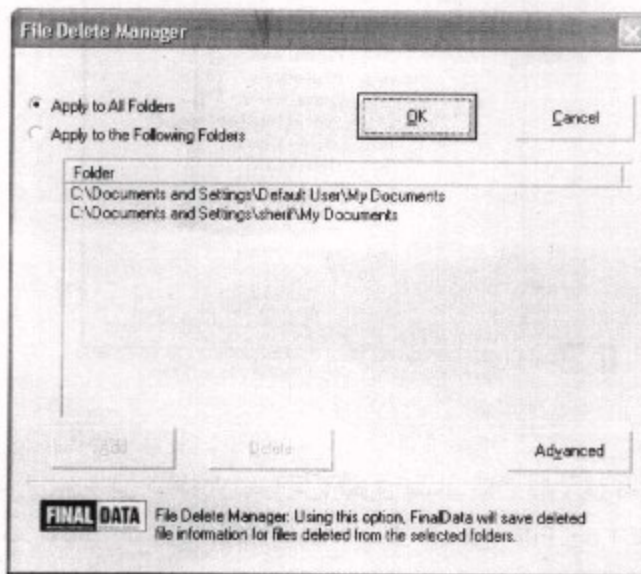 File Delete Manager
Apply to All Folders
OK
Cancel
Apply to the Following Folders
Folder
C:\Documents and Settings\Default User\My Documents
C:\Documents and Settings\sherif\My Documents
Add
Delete
Advanced
FINAL DATA
File Delete Manager: Using this option, FinalData will save deleted
file information for files deleted from the selected folders.